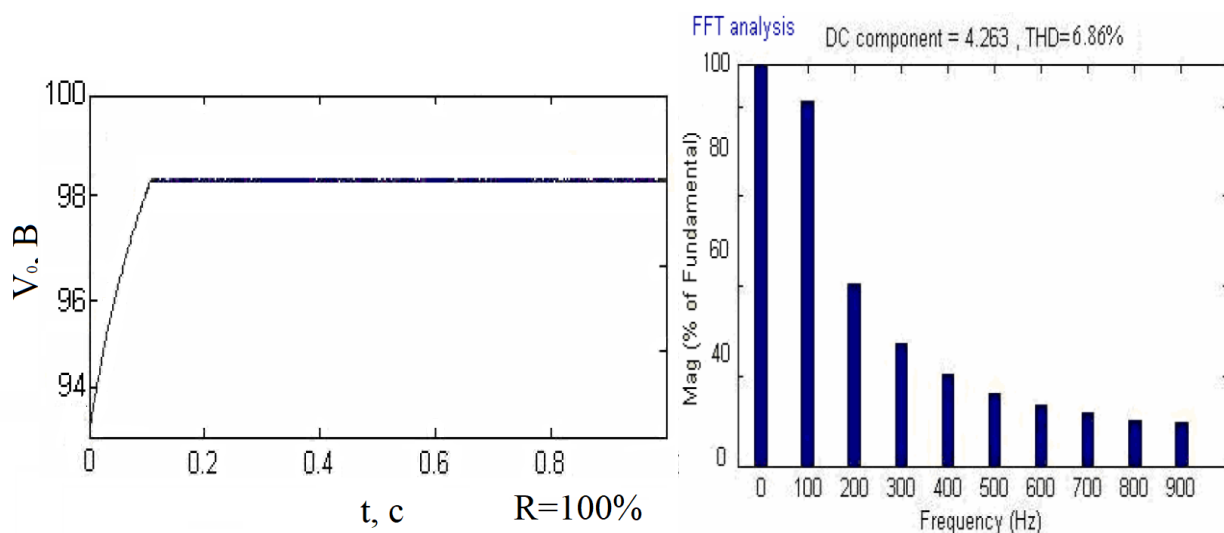 100
98
96
94
V₀, B
0 0.2 0.4 0.6 0.8
t, c R=100%
FFT analysis
DC component = 4.263 , THD=6.86%
100
80
60
40
0
Mag (% of Fundamental)
0 100 200 300 400 500 600 700 800 900
Frequency (Hz)